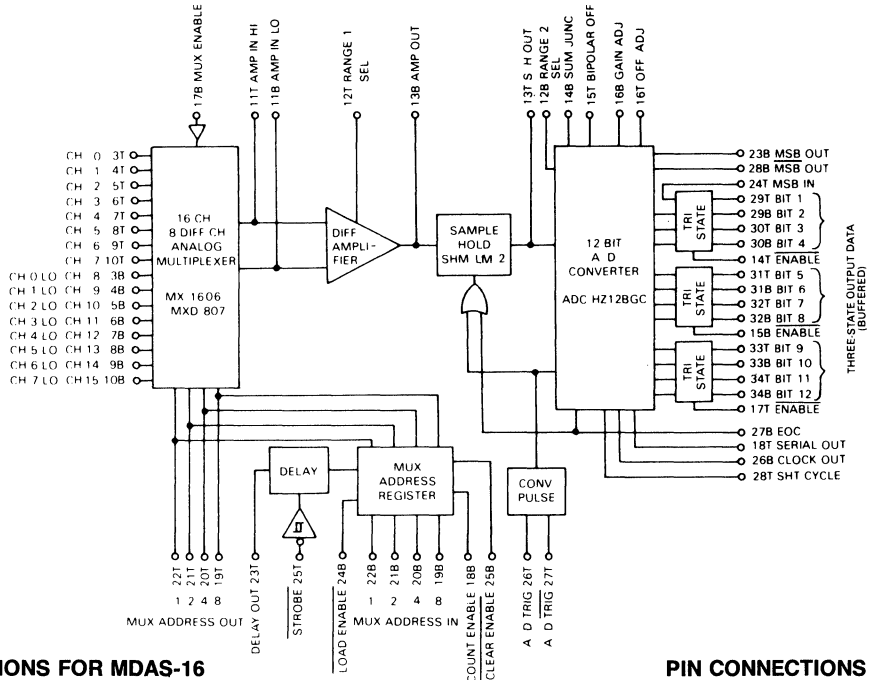 17B MUX ENABLE
11T AMP IN HI
11B AMP IN LO
12T RANGE 1
SEL
13B AMP OUT
13T S H OUT
12B RANGE 2
SEL
14B SUM JUNC
15T BIPOLAR OFF
16B GAIN ADJ
16T OFF ADJ
CH 0 3T
CH 1 4T
CH 2 5T
CH 3 6T
CH 4 7T
CH 5 8T
CH 6 9T
CH 7 10T
CH 0 LO CH 8 3B
CH 1 LO CH 9 4B
CH 2 LO CH 10 5B
CH 3 LO CH 11 6B
CH 4 LO CH 12 7B
CH 5 LO CH 13 8B
CH 6 LO CH 14 9B
CH 7 LO CH 15 10B
16 CH
8 DIFF CH
ANALOG
MULTIPLEXER
MX 1606
MXD 807
DIFF
AMPLI-
FIER
SAMPLE
HOLD
SHM LM 2
12 BIT
A D
CONVERTER
ADC HZ12BGC
23B MSB OUT
28B MSB OUT
24T MSB IN
29T BIT 1
29B BIT 2
30T BIT 3
30B BIT 4
14T ENABLE
TRI
STATE
31T BIT 5
31B BIT 6
32T BIT 7
32B BIT 8
15B ENABLE
TRI
STATE
33T BIT 9
33B BIT 10
34T BIT 11
34B BIT 12
17T ENABLE
TRI
STATE
THREE-STATE OUTPUT DATA
(BUFFERED)
27B EOC
18T SERIAL OUT
26B CLOCK OUT
28T SHT CYCLE
DELAY
MUX
ADDRESS
REGISTER
CONV
PULSE
22T 21T 20T 19T
1 2 4 8
MUX ADDRESS OUT
DELAY OUT 23T
STROBE 25T
LOAD ENABLE 24B
22B 21B 20B 19B
1 2 4 8
MUX ADDRESS IN
COUNT ENABLE 18B
CLEAR ENABLE 25B
A D TRIG 26T
A D TRIG 27T
IONS FOR MDAS-16
PIN CONNECTIONS